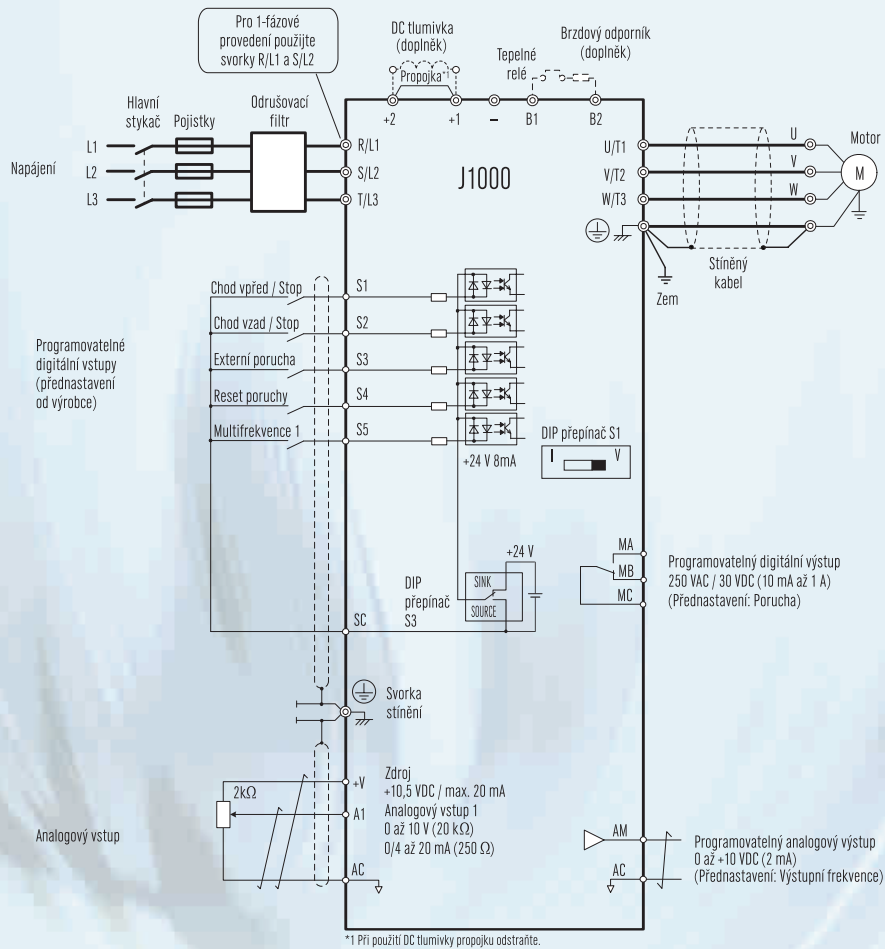 Pro 1-fázové
provedení použijte
svorky R/L1 a S/L2
DC tlumivka
(doplněk)
Propojka*1
Tepelné
relé
Brzdový odporník
(doplněk)
+2
+1
–
B1
B2
Hlavní
stykač
Pojistky
Odrušovací
filtr
Napájení
L1
L2
L3
R/L1
S/L2
T/L3
J1000
U/T1
V/T2
W/T3
U
V
W
Motor
M
Stíněný
kabel
Zem
Programovatelné
digitální vstupy
(přednastavení
od výrobce)
Chod vpřed / Stop
S1
Chod vzad / Stop
S2
Externí porucha
S3
Reset poruchy
S4
Multifrekvence 1
S5
+24 V 8mA
DIP přepínač S1
I
V
+24 V
SINK
SOURCE
DIP
přepínač
S3
SC
MA
MB
MC
Programovatelný digitální výstup
250 VAC / 30 VDC (10 mA až 1 A)
(Přednastavení: Porucha)
Svorka
stínění
Analogový vstup
2kΩ
+V
A1
AC
Zdroj
+10,5 VDC / max. 20 mA
Analogový vstup 1
0 až 10 V (20 kΩ)
0/4 až 20 mA (250 Ω)
AM
AC
Programovatelný analogový výstup
0 až +10 VDC (2 mA)
(Přednastavení: Výstupní frekvence)
*1 Při použití DC tlumivky propojku odstraňte.